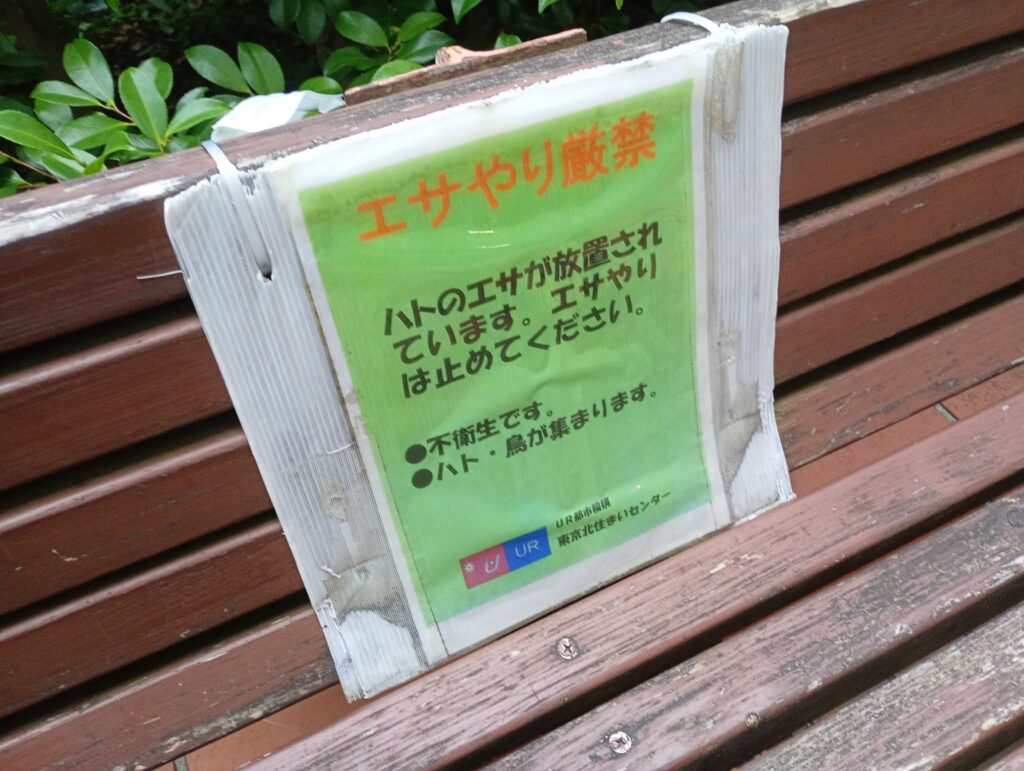 エサやり厳禁
ハトのエサが放置され
ています。エサやり
は止めてください。
●不衛生です。
●ハト・鳥が集まります。
UR
UR都市機構
東京北住まいセンター